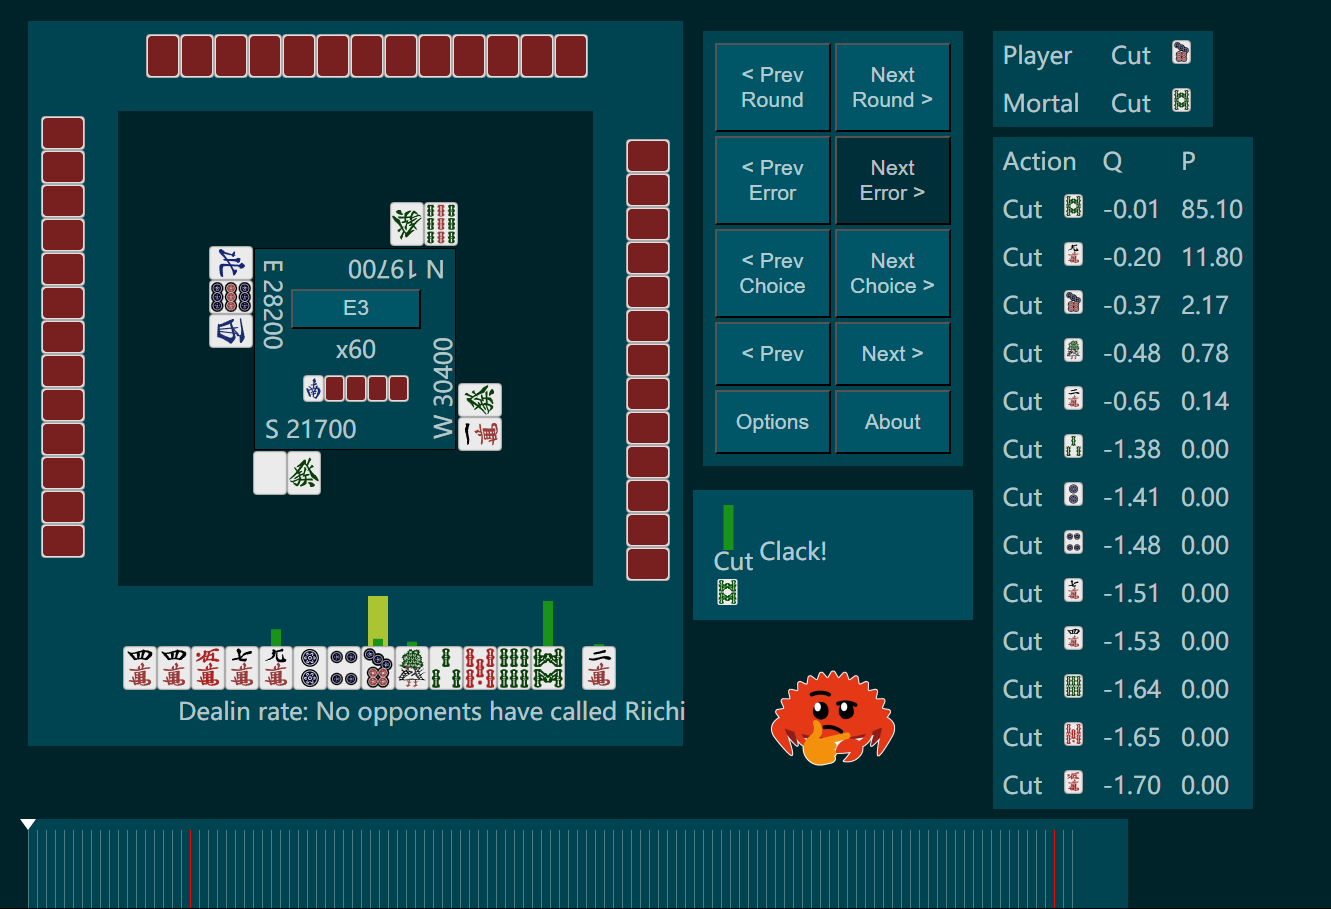 N 19700
E 28200
E3
x60
W 30400
S 21700
Dealin rate: No opponents have called Riichi
< Prev Round
Next Round >
< Prev Error
Next Error >
< Prev Choice
Next Choice >
< Prev
Next >
Options
About
Cut
Clack!
Player Cut
Mortal Cut
Action Q P
Cut -0.01 85.10
Cut -0.20 11.80
Cut -0.37 2.17
Cut -0.48 0.78
Cut -0.65 0.14
Cut -1.38 0.00
Cut -1.41 0.00
Cut -1.48 0.00
Cut -1.51 0.00
Cut -1.53 0.00
Cut -1.64 0.00
Cut -1.65 0.00
Cut -1.70 0.00